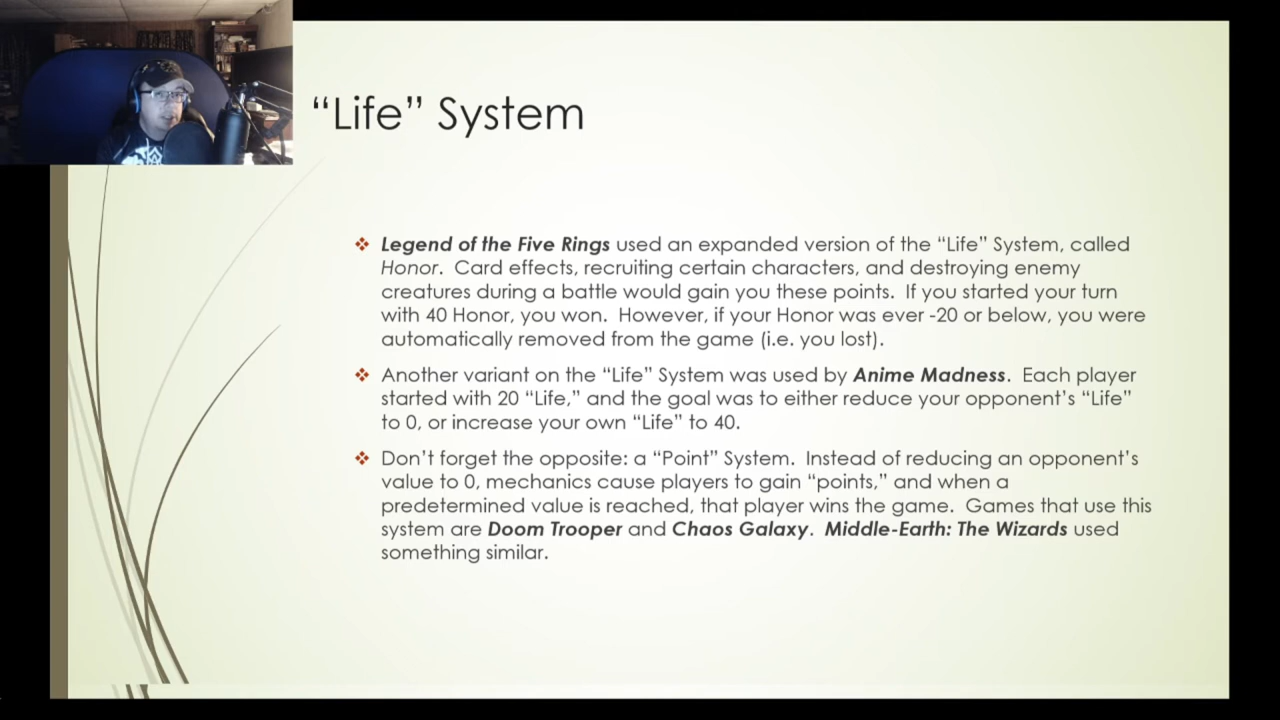 “Life” System
Legend of the Five Rings used an expanded version of the “Life” System, called
Honor. Card effects, recruiting certain characters, and destroying enemy
creatures during a battle would gain you these points. If you started your turn
with 40 Honor, you won. However, if your Honor was ever -20 or below, you were
automatically removed from the game (i.e. you lost).
Another variant on the “Life” System was used by Anime Madness. Each player
started with 20 “Life,” and the goal was to either reduce your opponent’s “Life”
to 0, or increase your own “Life” to 40.
Don’t forget the opposite: a “Point” System. Instead of reducing an opponent’s
value to 0, mechanics cause players to gain “points,” and when a
predetermined value is reached, that player wins the game. Games that use this
system are Doom Trooper and Chaos Galaxy. Middle-Earth: The Wizards used
something similar.